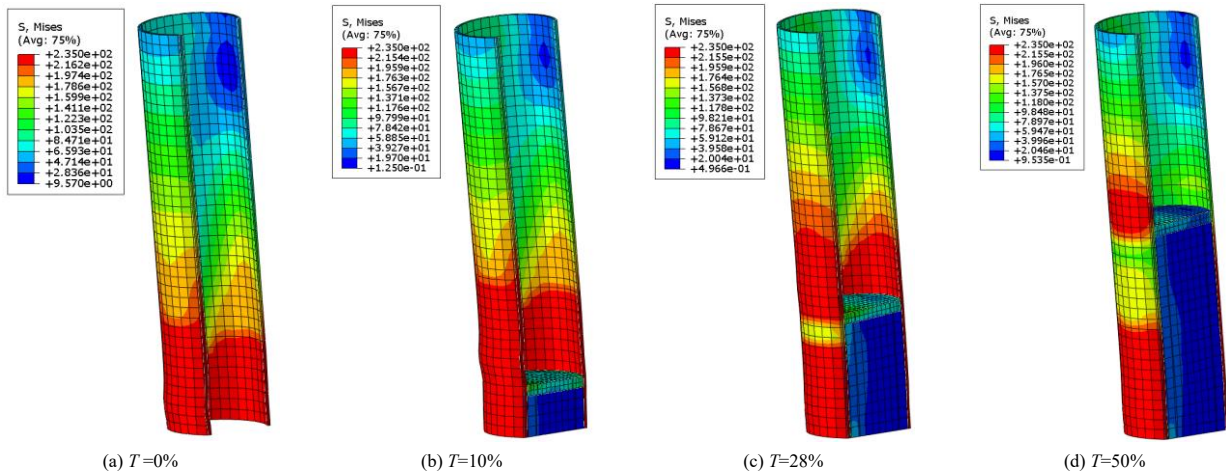 S, Mises
(Avg: 75%)
+2.350e+02
+2.162e+02
+1.974e+02
+1.786e+02
+1.599e+02
+1.411e+02
+1.223e+02
+1.035e+02
+8.471e+01
+6.593e+01
+4.714e+01
+2.836e+01
+9.570e+00
S, Mises
(Avg: 75%)
+2.350e+02
+2.154e+02
+1.959e+02
+1.763e+02
+1.567e+02
+1.371e+02
+1.176e+02
+9.799e+01
+7.842e+01
+5.885e+01
+3.927e+01
+1.970e+01
+1.250e-01
S, Mises
(Avg: 75%)
+2.350e+02
+2.155e+02
+1.959e+02
+1.764e+02
+1.568e+02
+1.373e+02
+1.178e+02
+9.821e+01
+7.867e+01
+5.912e+01
+3.958e+01
+2.004e+01
+4.966e-01
S, Mises
(Avg: 75%)
+2.350e+02
+2.155e+02
+1.960e+02
+1.765e+02
+1.570e+02
+1.375e+02
+1.180e+02
+9.848e+01
+7.897e+01
+5.947e+01
+3.996e+01
+2.046e+01
+9.535e-01
(a) T =0%
(b) T=10%
(c) T=28%
(d) T=50%